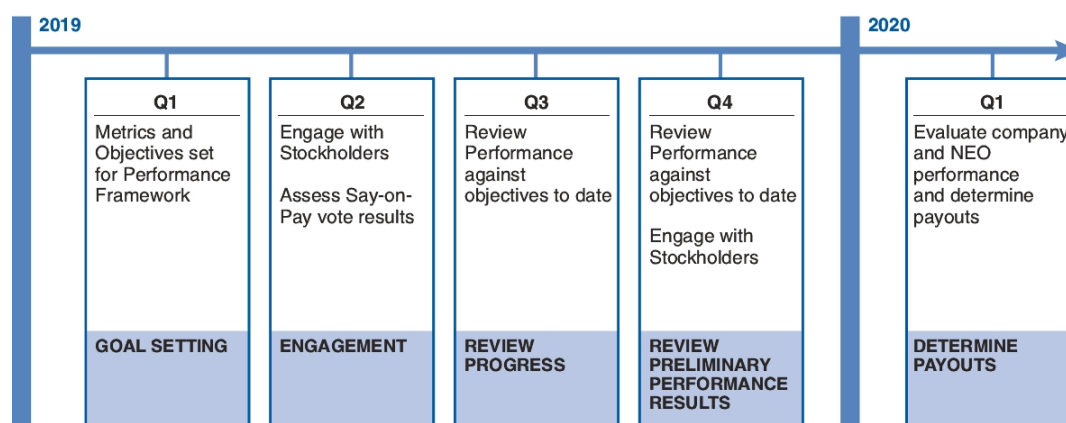 2019
2020
Q1
Metrics and
Objectives set
for Performance
Framework
GOAL SETTING
Q2
Engage with
Stockholders
Assess Say-on-
Pay vote results
ENGAGEMENT
Q3
Review
Performance
against
objectives to date
REVIEW
PROGRESS
Q4
Review
Performance
against
objectives to date
Engage with
Stockholders
REVIEW
PRELIMINARY
PERFORMANCE
RESULTS
Q1
Evaluate company
and NEO
performance
and determine
payouts
DETERMINE
PAYOUTS